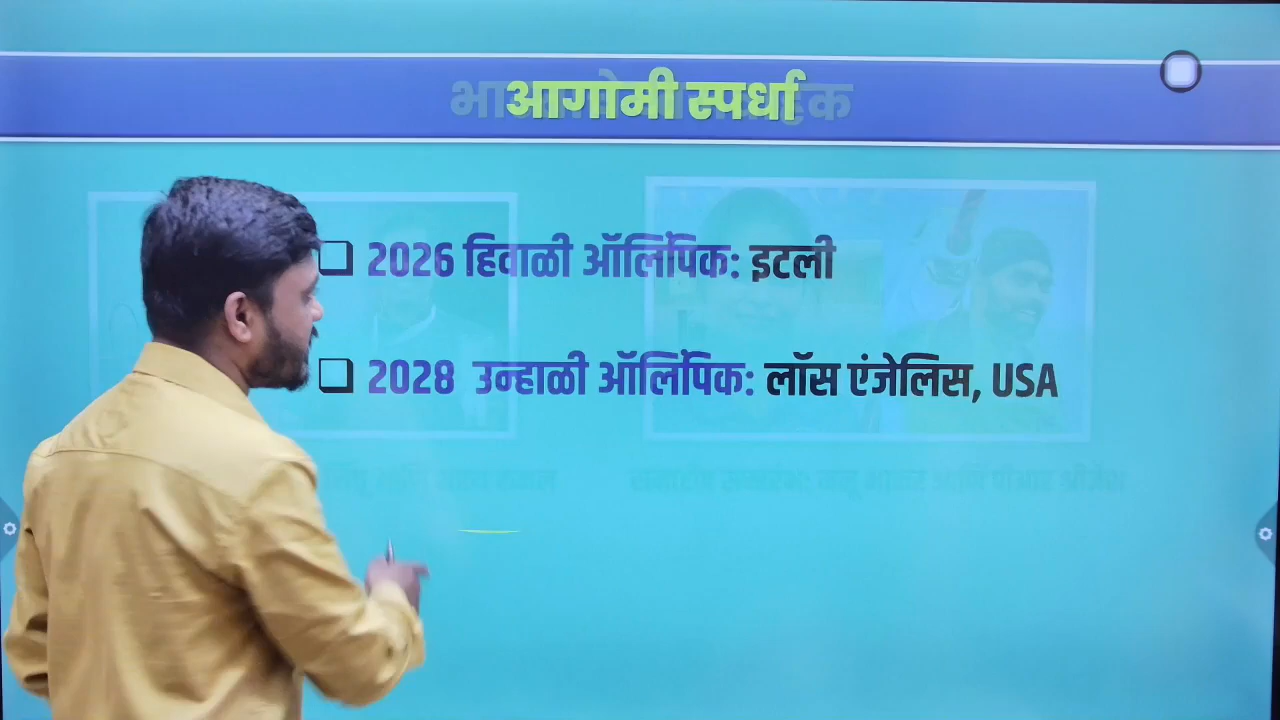 आगोमी स्पर्धा
2026 हिवाळी ऑलिंपिक: इटली
2028 उन्हाळी ऑलिंपिक: लॉस एंजेलिस, USA